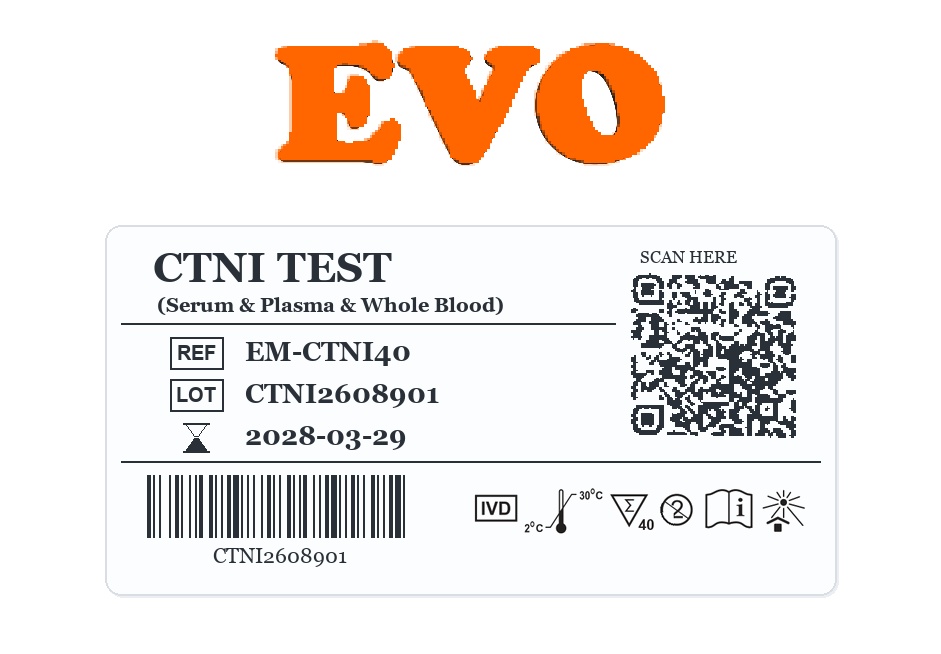 EVO
CTNI TEST
(Serum & Plasma & Whole Blood)
SCAN HERE
REF EM-CTNI40
LOT CTNI2608901
2028-03-29
CTNI2608901
IVD
2°C
30°C
Σ
40
2
i